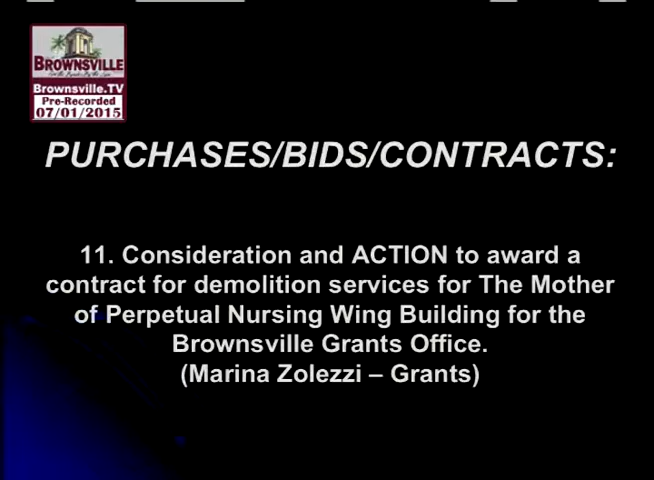 BROWNSVILLE
Brownsville.TV
Pre-Recorded
07/01/2015
PURCHASES/BIDS/CONTRACTS:
11. Consideration and ACTION to award a
contract for demolition services for The Mother
of Perpetual Nursing Wing Building for the
Brownsville Grants Office.
(Marina Zolezzi – Grants)